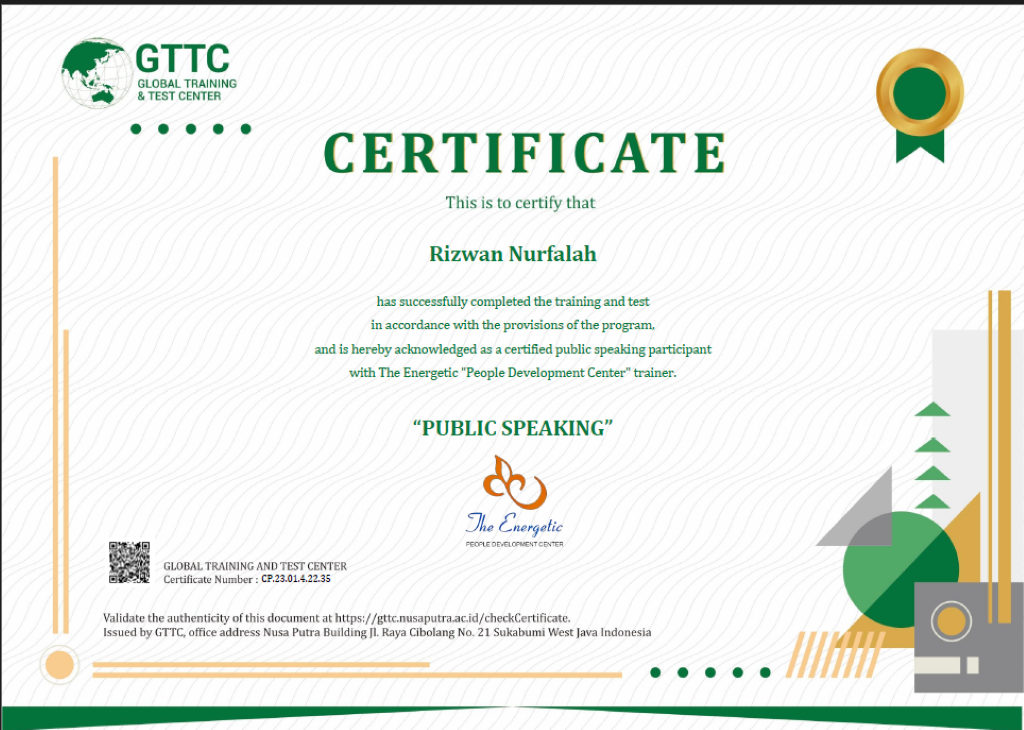 GTTC
GLOBAL TRAINING
& TEST CENTER
CERTIFICATE
This is to certify that
Rizwan Nurfalah
has successfully completed the training and test
in accordance with the provisions of the program,
and is hereby acknowledged as a certified public speaking participant
with The Energetic "People Development Center" trainer.
“PUBLIC SPEAKING”
The Energetic
PEOPLE DEVELOPMENT CENTER
GLOBAL TRAINING AND TEST CENTER
Certificate Number : CP.23.01.4.22.35
Validate the authenticity of this document at https://gttc.nusaputra.ac.id/checkCertificate.
Issued by GTTC, office address Nusa Putra Building Jl. Raya Cibolang No. 21 Sukabumi West Java Indonesia